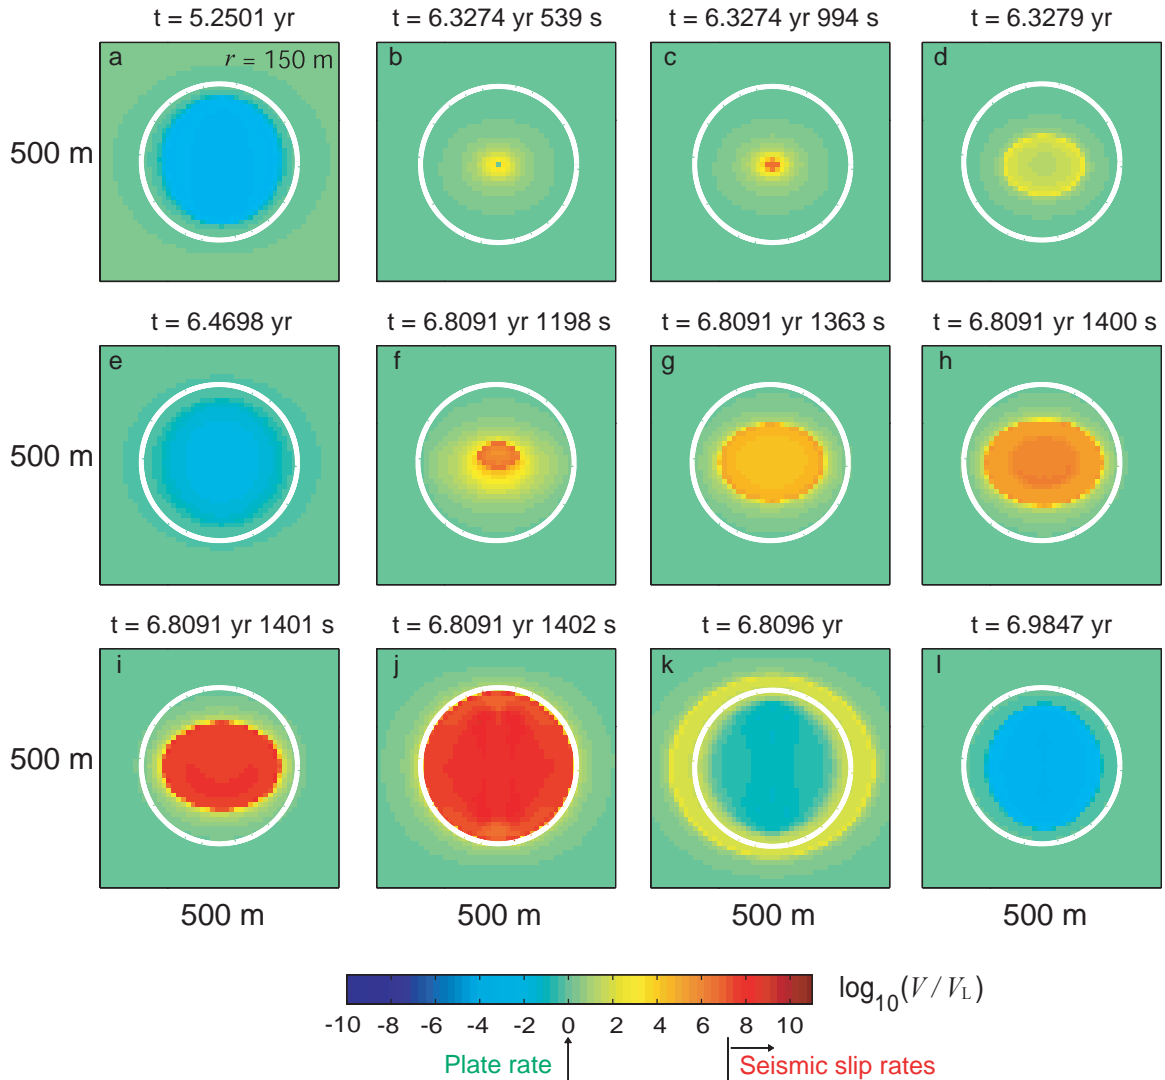 t = 5.2501 yr
t = 6.3274 yr 539 s
t = 6.3274 yr 994 s
t = 6.3279 yr
500 m
a
r = 150 m
b
c
d
t = 6.4698 yr
t = 6.8091 yr 1198 s
t = 6.8091 yr 1363 s
t = 6.8091 yr 1400 s
500 m
e
f
g
h
t = 6.8091 yr 1401 s
t = 6.8091 yr 1402 s
t = 6.8096 yr
t = 6.9847 yr
500 m
i
j
k
l
500 m
500 m
500 m
500 m
-10 -8 -6 -4 -2 0 2 4 6 8 10
log10(V / VL)
Plate rate
Seismic slip rates